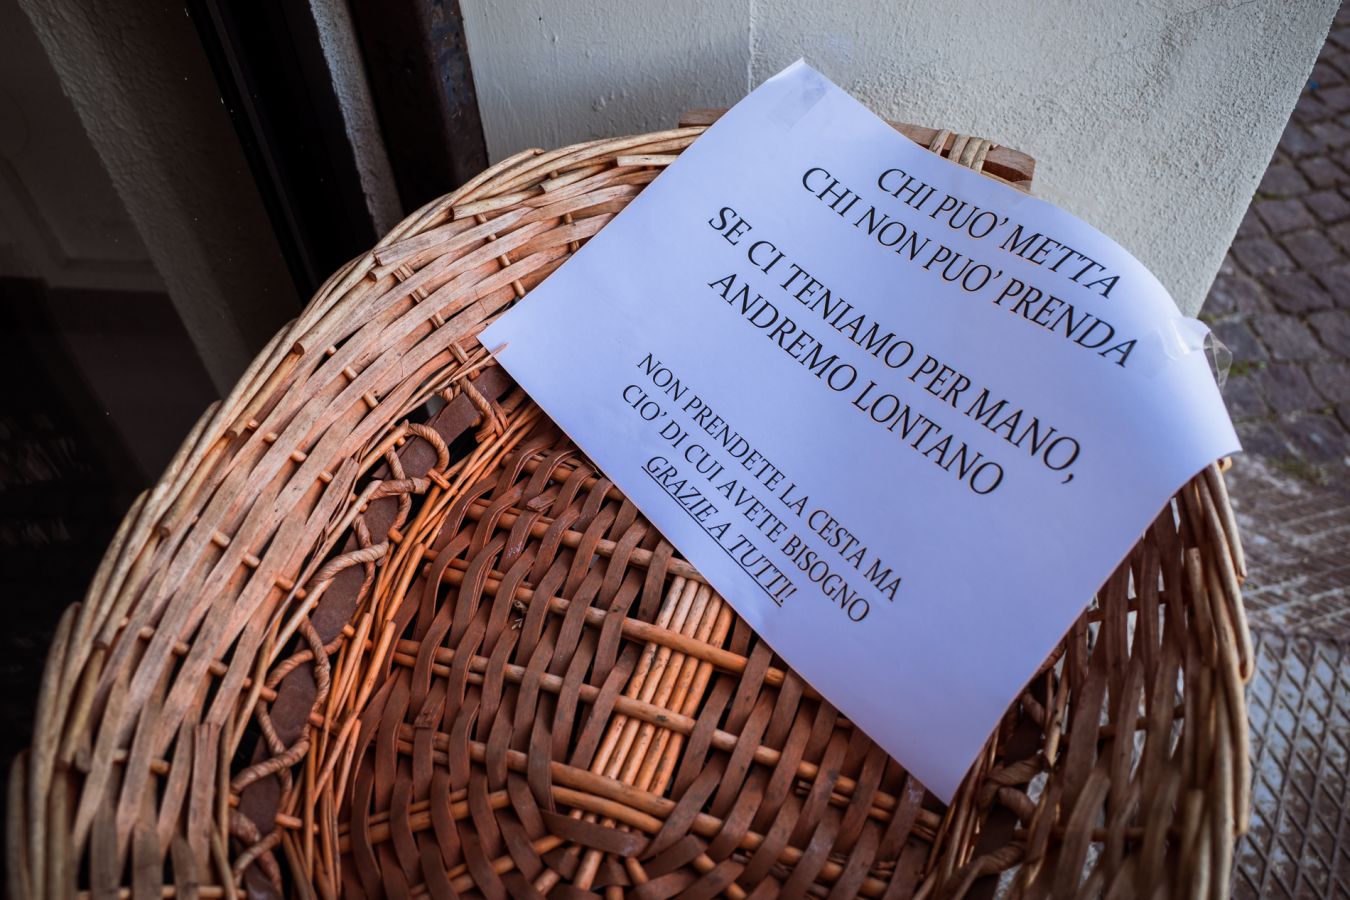 CHI PUO' METTA
CHI NON PUO' PRENDA
SE CI TENIAMO PER MANO,
ANDREMO LONTANO
NON PRENDETE LA CESTA MA
CIO' DI CUI AVETE BISOGNO
GRAZIE A TUTTI!